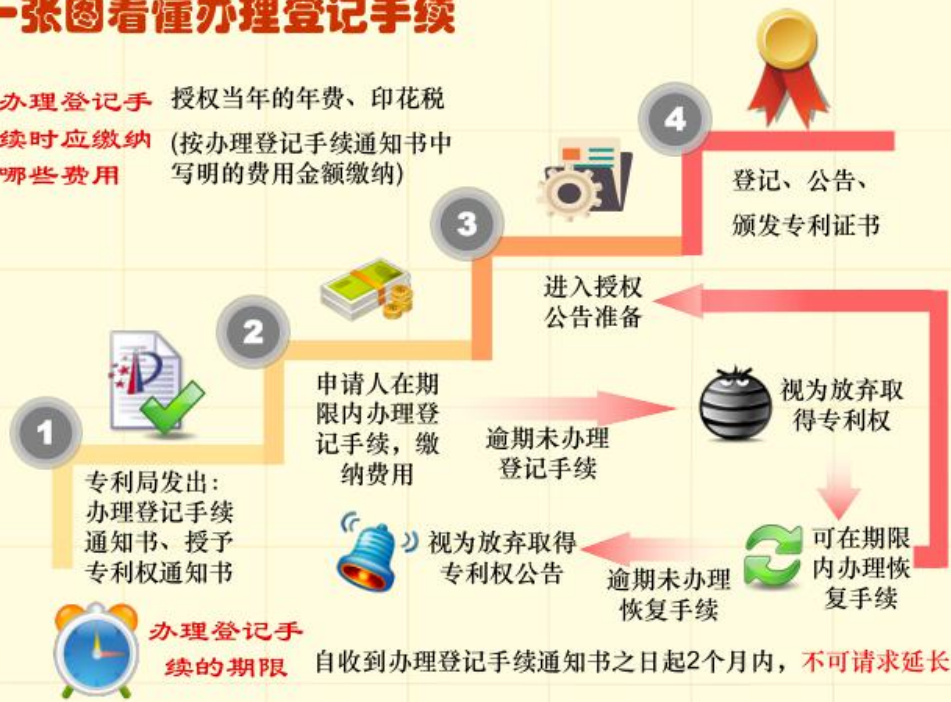 一张图看懂办理登记手续
办理登记手
续时应缴纳
哪些费用
授权当年的年费、印花税
(按办理登记手续通知书中
写明的费用金额缴纳)
4
登记、公告、
颁发专利证书
3
进入授权
公告准备
2
申请人在期
限内办理登
记手续，缴
纳费用
逾期未办理
登记手续
视为放弃取
得专利权
1
专利局发出：
办理登记手续
通知书、授予
专利权通知书
视为放弃取得
专利权公告
逾期未办理
恢复手续
可在期限
内办理恢
复手续
办理登记手
续的期限
自收到办理登记手续通知书之日起2个月内，不可请求延长